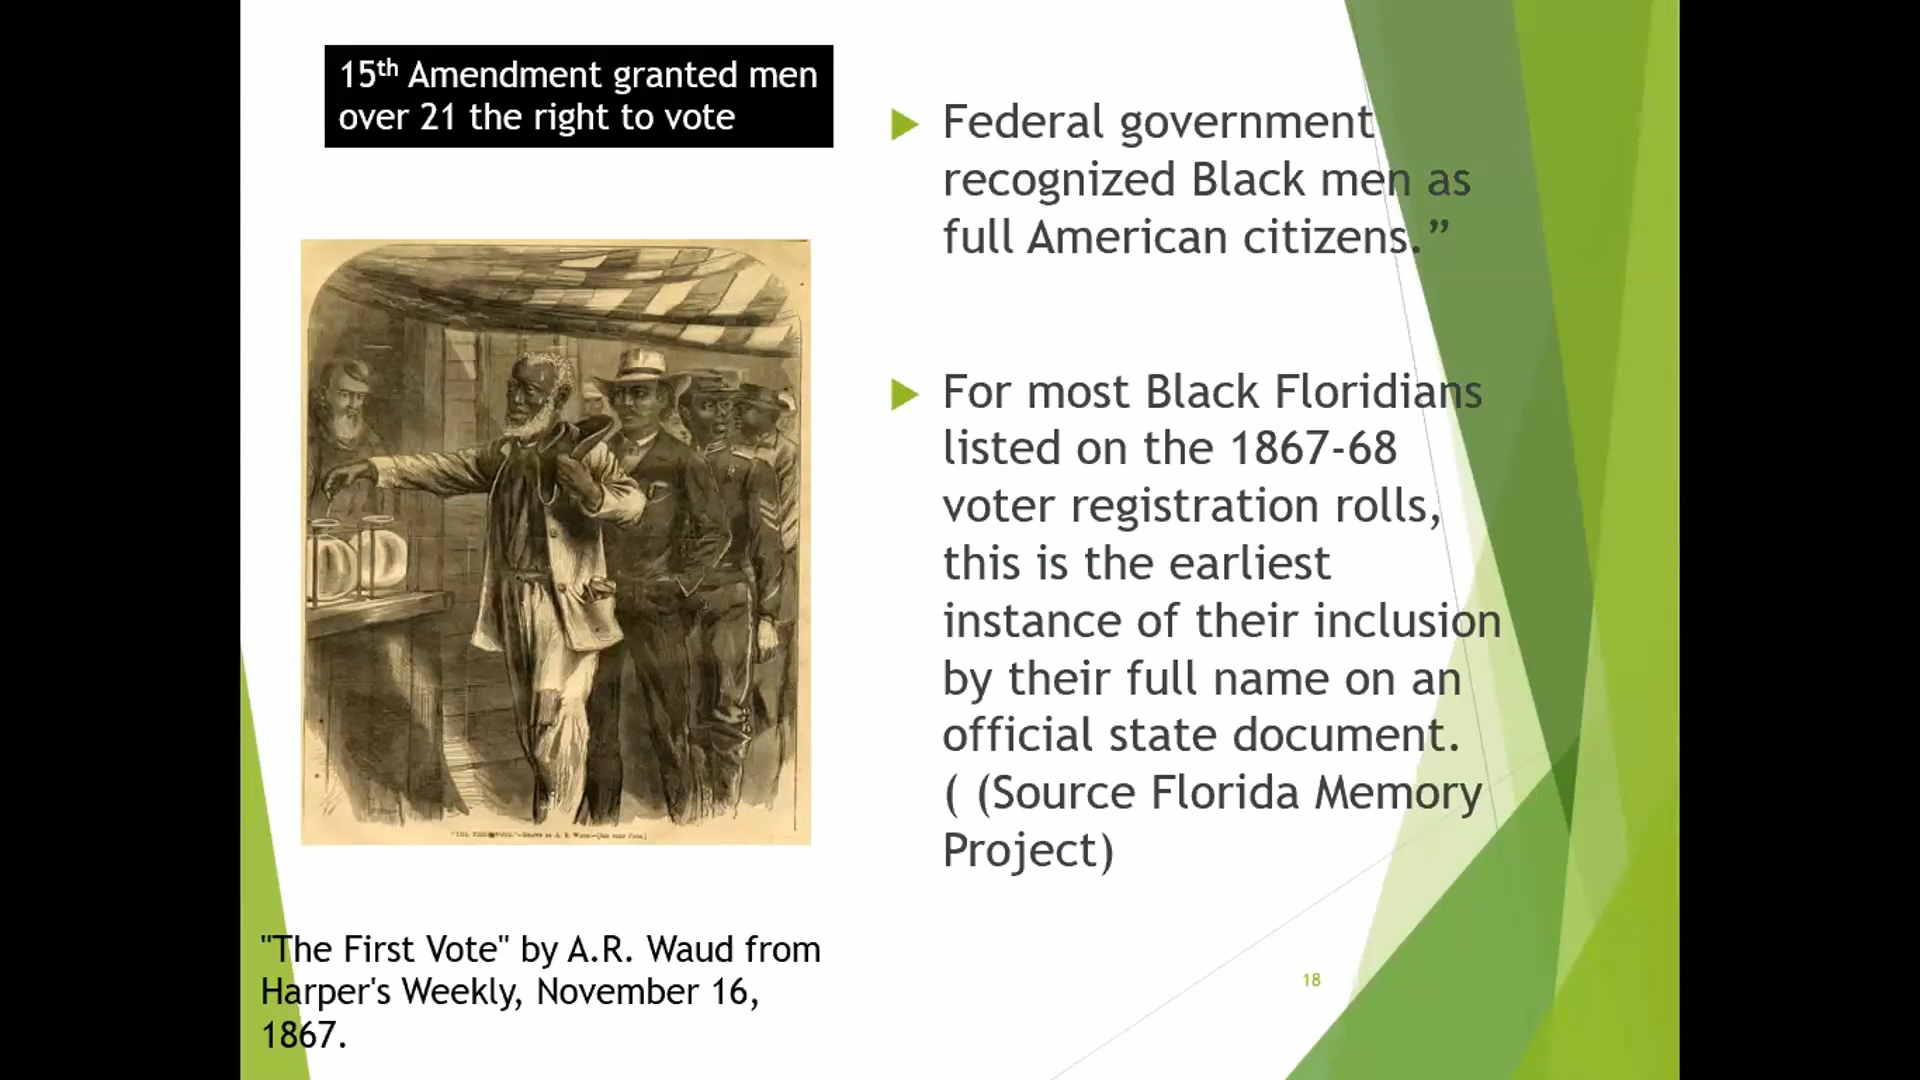 15th Amendment granted men
over 21 the right to vote
Federal government
recognized Black men as
full American citizens.”
For most Black Floridians
listed on the 1867-68
voter registration rolls,
this is the earliest
instance of their inclusion
by their full name on an
official state document.
( (Source Florida Memory
Project)
"THE FIRST VOTE."
"The First Vote" by A.R. Waud from
Harper's Weekly, November 16,
1867.
18